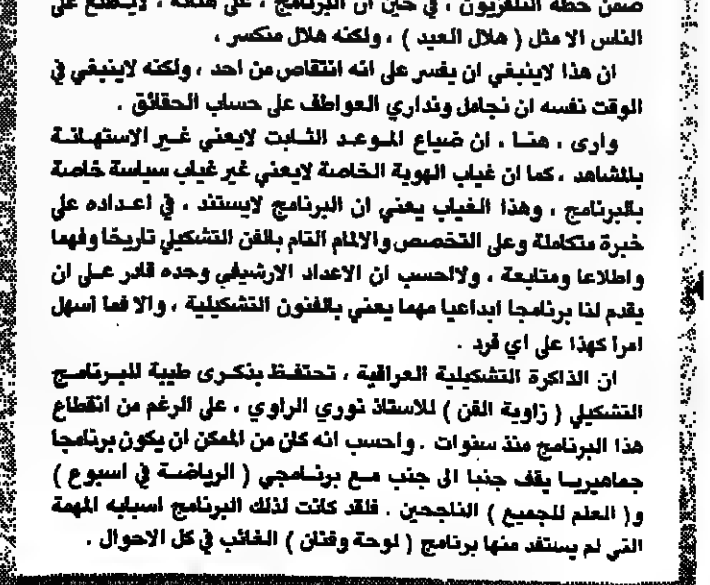 ضمن خطة التلفزيون ، في حين ان البرنامج ، على هناته ، لايطلع على
الناس الا مثل ( هلال العيد ) ، ولكنه هلال منكسر ،
ان هذا لاينبغي ان يفسر على انه انتقاص من احد ، ولكنه لاينبغي في
الوقت نفسه ان نجامل ونداري العواطف على حساب الحقائق .
وارى ، هنا ، ان ضياع الموعد الثابت لايعني غير الاستهانة
بالمشاهد ، كما ان غياب الهوية الخاصة لايعني غير غياب سياسة خاصة
بالبرنامج ، وهذا الغياب يعني ان البرنامج لايستند ، في اعداده على
خبرة متكاملة وعلى التخصص والالمام التام بالفن التشكيلي تاريخا وفهما
واطلاعا ومتابعة ، ولااحسب ان الاعداد الارشيفي وحده قادر على ان
يقدم لنا برنامجا ابداعيا مهما يعني بالفنون التشكيلية ، والا فما أسهل
امرا كهذا على اي فرد .
ان الذاكرة التشكيلية العراقية ، تحتفظ بذكرى طيبة للبرنامج
التشكيلي ( زاوية الفن ) للاستاذ نوري الراوي ، على الرغم من انقطاع
هذا البرنامج منذ سنوات . واحسب انه كان من الممكن ان يكون برنامجا
جماهيريا يقف جنبا الى جنب مع برنامجي ( الرياضة في اسبوع )
و( العلم للجميع ) الناجحين . فلقد كانت لذلك البرنامج اسبابه المهمة
التي لم يستفد منها برنامج ( لوحة وفنان ) الغائب في كل الاحوال .